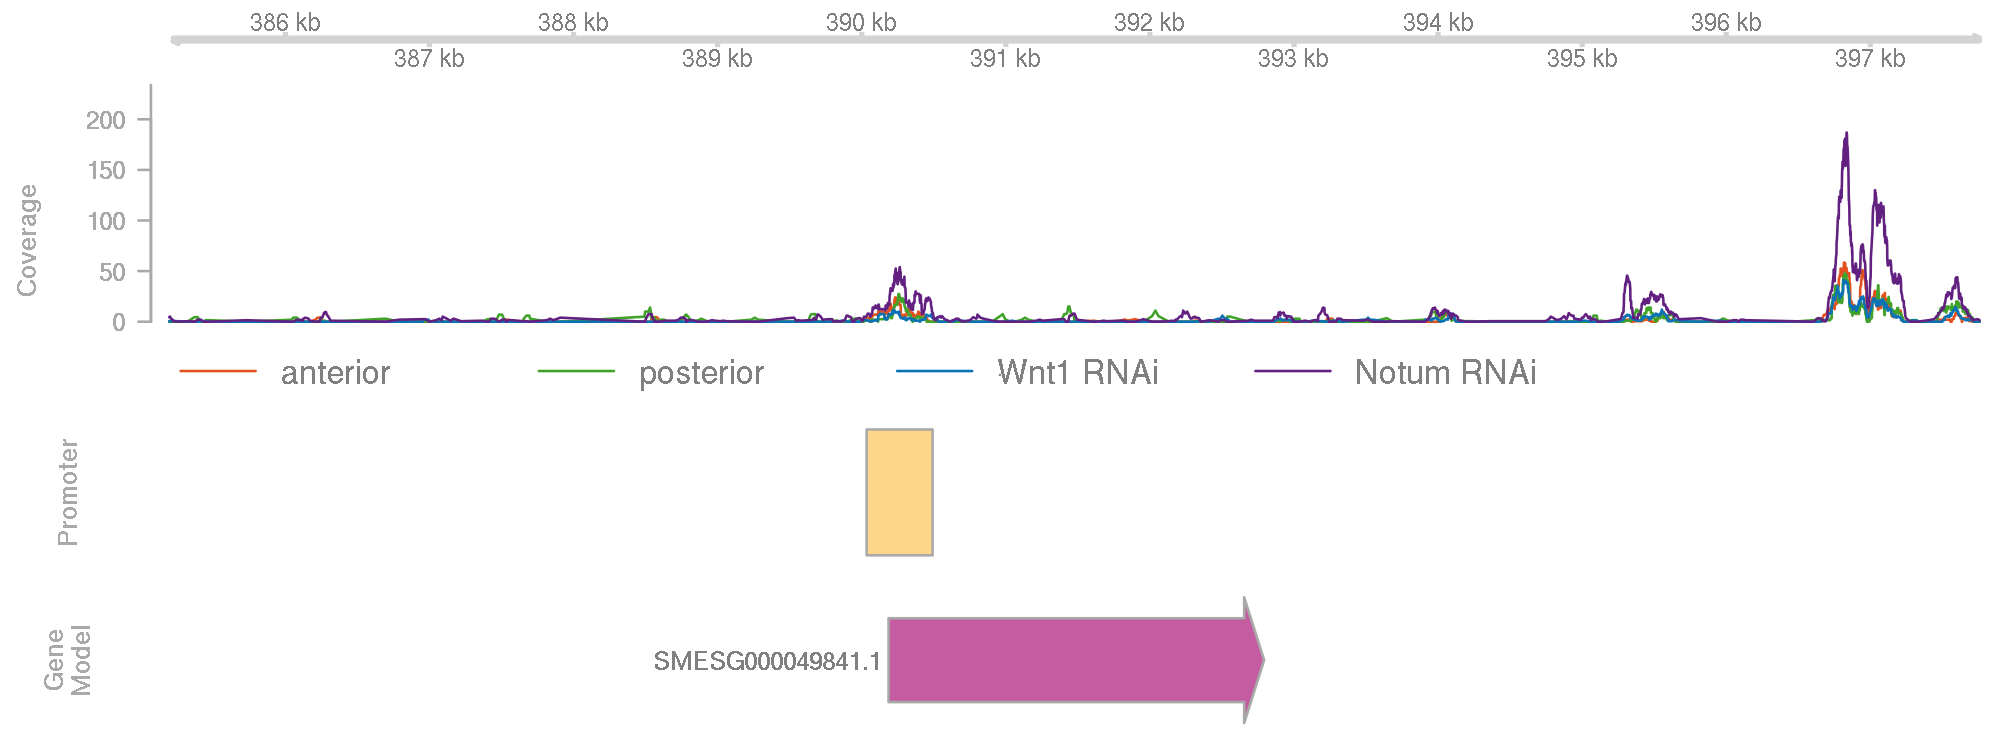 386 kb 388 kb 390 kb 392 kb 394 kb 396 kb
387 kb 389 kb 391 kb 393 kb 395 kb 397 kb
Coverage
200
150
100
50
0
anterior posterior Wnt1 RNAi Notum RNAi
Promoter
Gene
Model
SMESG000049841.1